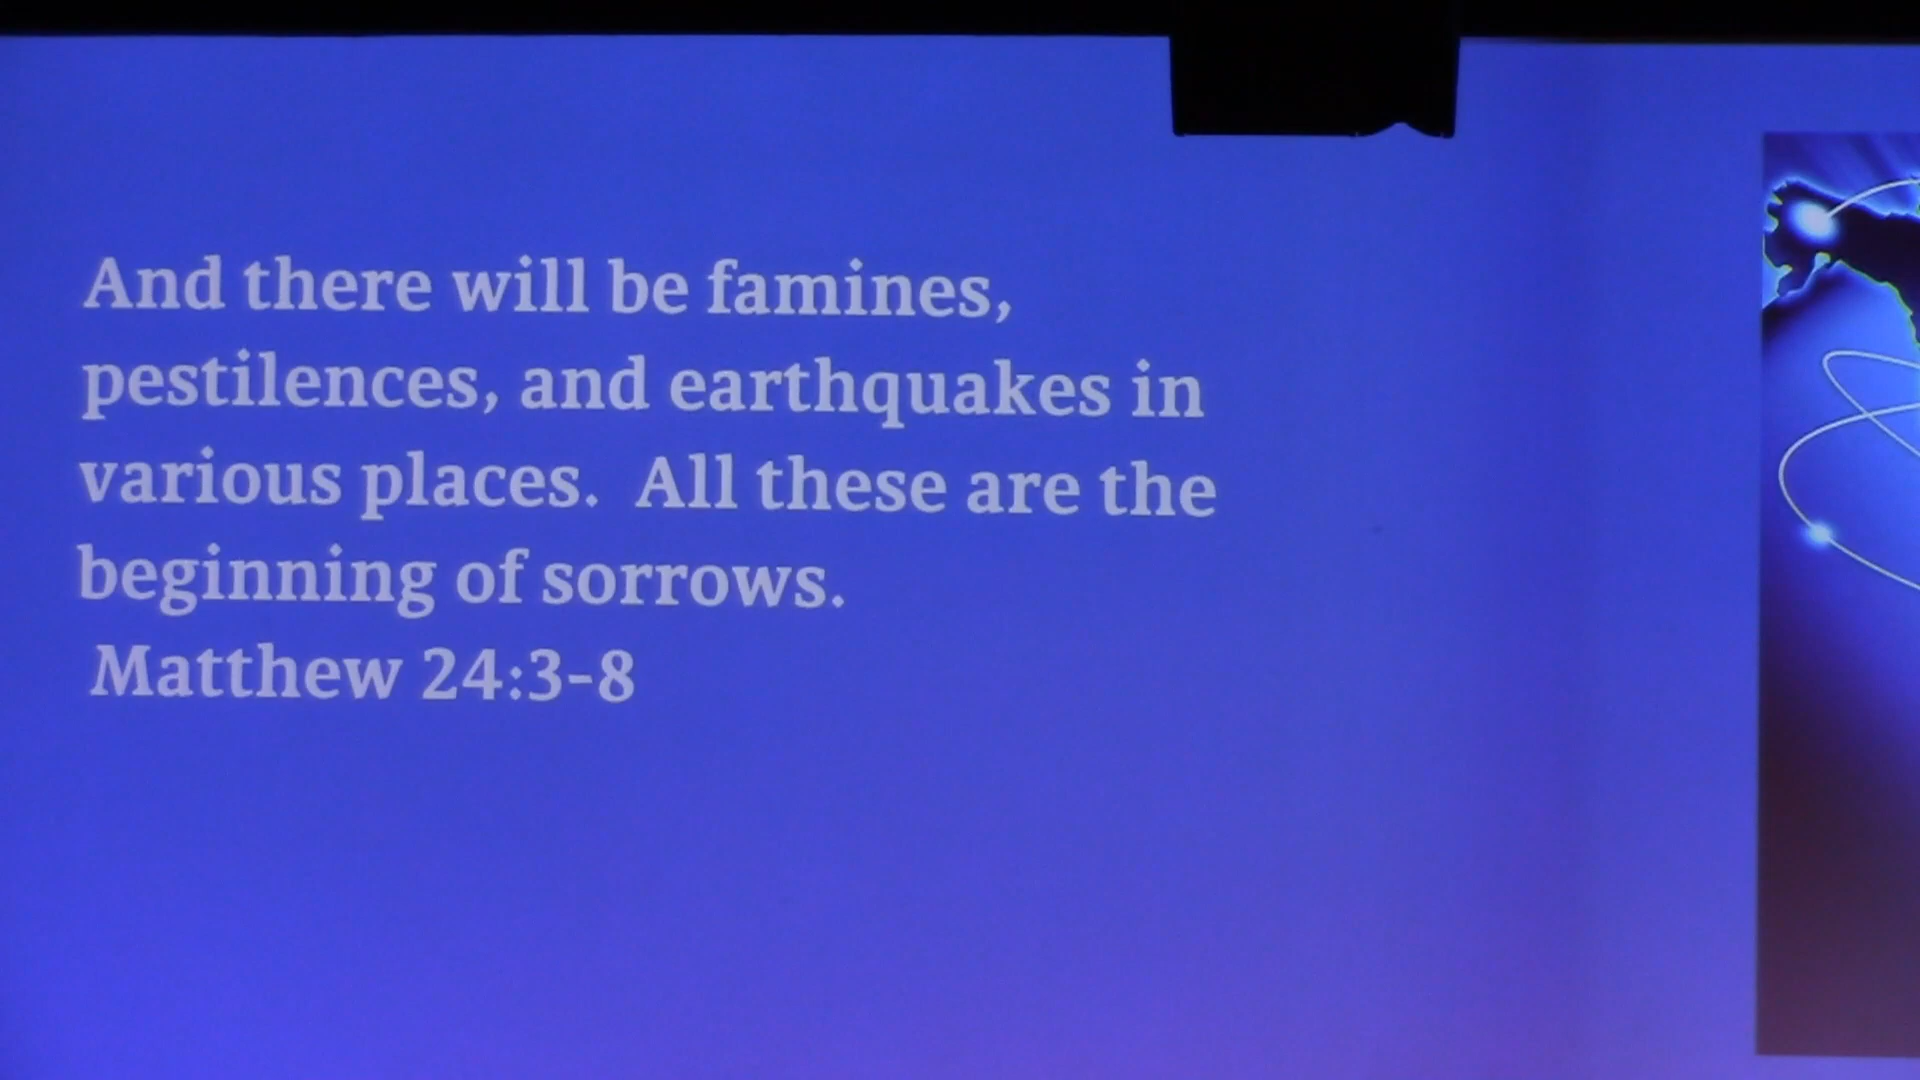 And there will be famines,
pestilences, and earthquakes in
various places.  All these are the
beginning of sorrows.
Matthew 24:3-8